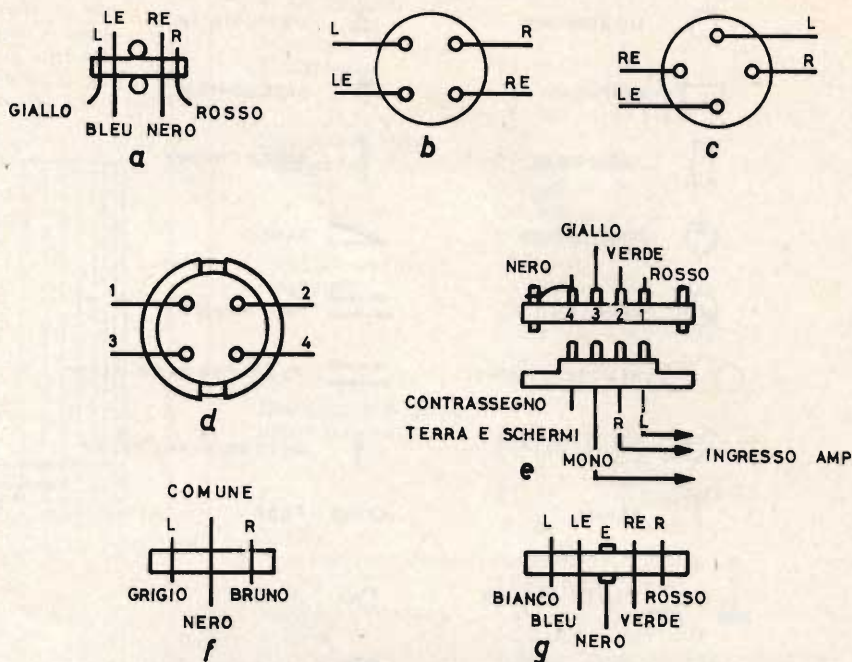 LE RE
L R
GIALLO ROSSO
BLEU NERO
a
L R
LE RE
b
L
RE R
LE
c
1 2
3 4
d
GIALLO
VERDE
NERO ROSSO
4 3 2 1
CONTRASSEGNO
TERRA E SCHERMI R L
MONO INGRESSO AMP
e
COMUNE
L R
GRIGIO BRUNO
NERO
f
L LE E RE R
BIANCO ROSSO
BLEU VERDE
NERO
g